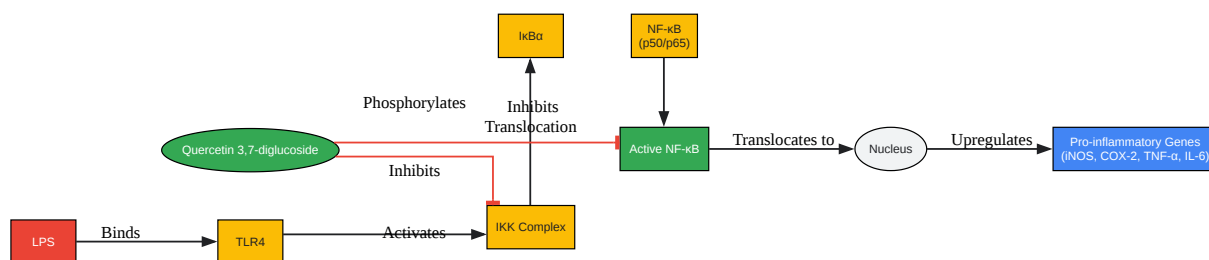 IκBα
NF-κB
(p50/p65)
Phosphorylates
Inhibits
Translocation
Quercetin 3,7-diglucoside
Active NF-κB
Translocates to
Nucleus
Upregulates
Pro-inflammatory Genes
(iNOS, COX-2, TNF-α, IL-6)
Inhibits
LPS
Binds
TLR4
Activates
IKK Complex